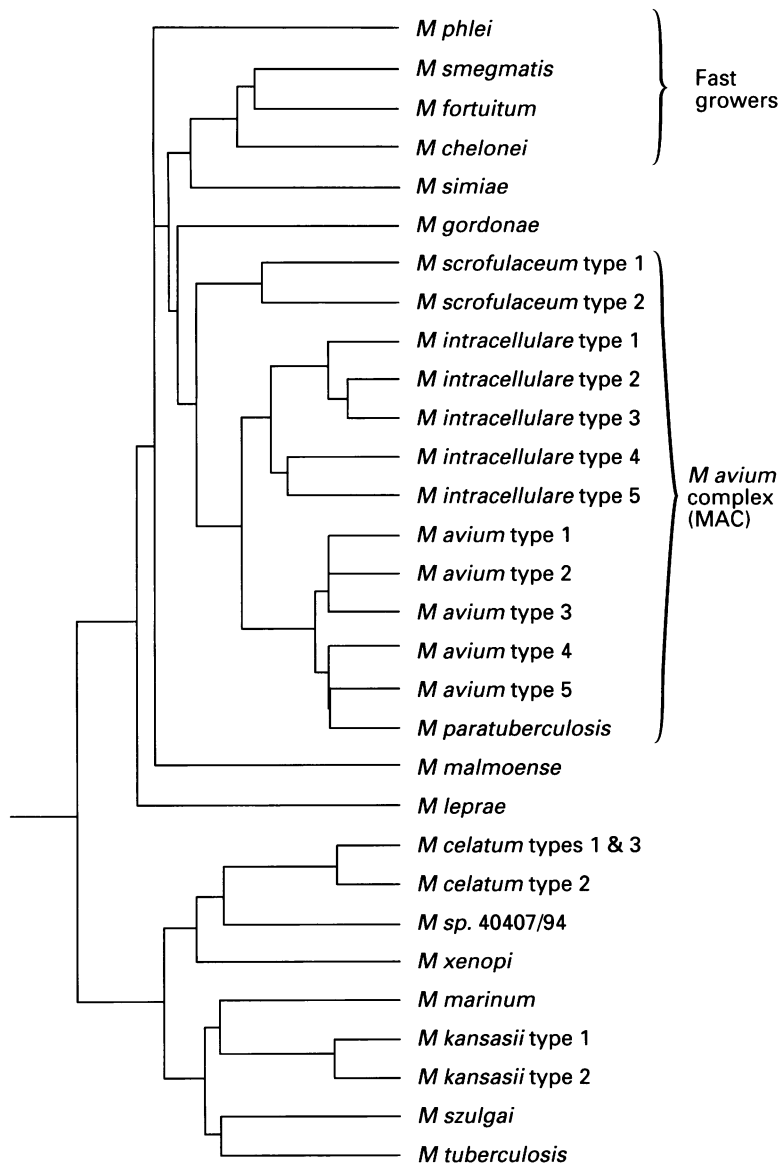 M phlei
M smegmatis
M fortuitum
M chelonei
M simiae
M gordonae
M scrofulaceum type 1
M scrofulaceum type 2
M intracellulare type 1
M intracellulare type 2
M intracellulare type 3
M intracellulare type 4
M intracellulare type 5
M avium type 1
M avium type 2
M avium type 3
M avium type 4
M avium type 5
M paratuberculosis
M malmoense
M leprae
M celatum types 1 & 3
M celatum type 2
M sp. 40407/94
M xenopi
M marinum
M kansasii type 1
M kansasii type 2
M szulgai
M tuberculosis
Fast
growers
M avium
complex
(MAC)